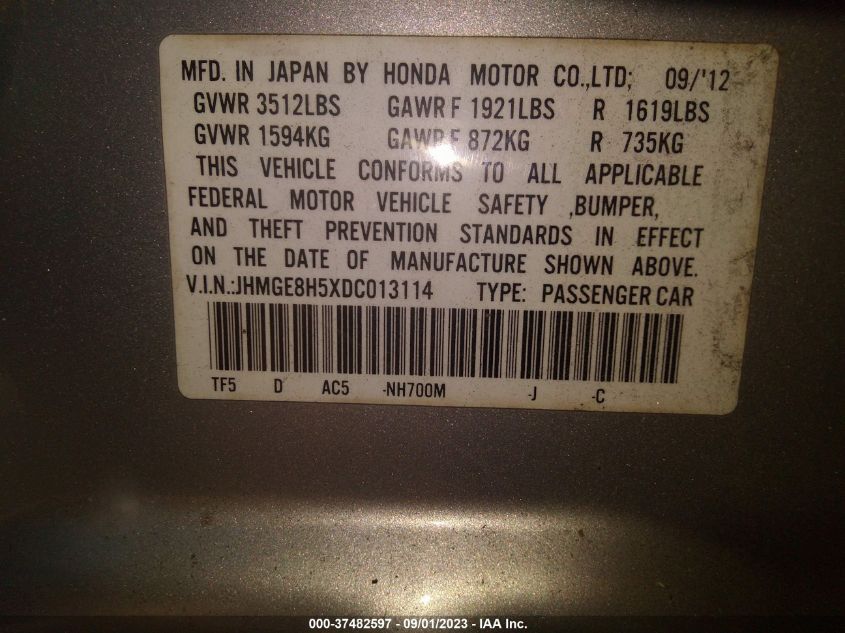 MFD. IN JAPAN BY HONDA MOTOR CO.,LTD; 09/'12
GVWR 3512LBS GAWR F 1921LBS R 1619LBS
GVWR 1594KG GAWR F 872KG R 735KG
THIS VEHICLE CONFORMS TO ALL APPLICABLE
FEDERAL MOTOR VEHICLE SAFETY ,BUMPER,
AND THEFT PREVENTION STANDARDS IN EFFECT
ON THE DATE OF MANUFACTURE SHOWN ABOVE.
V.I.N.:JHMGE8H5XDC013114 TYPE: PASSENGER CAR
TF5 D AC5 -NH700M -J -C
000-37482597 - 09/01/2023 - IAA Inc.